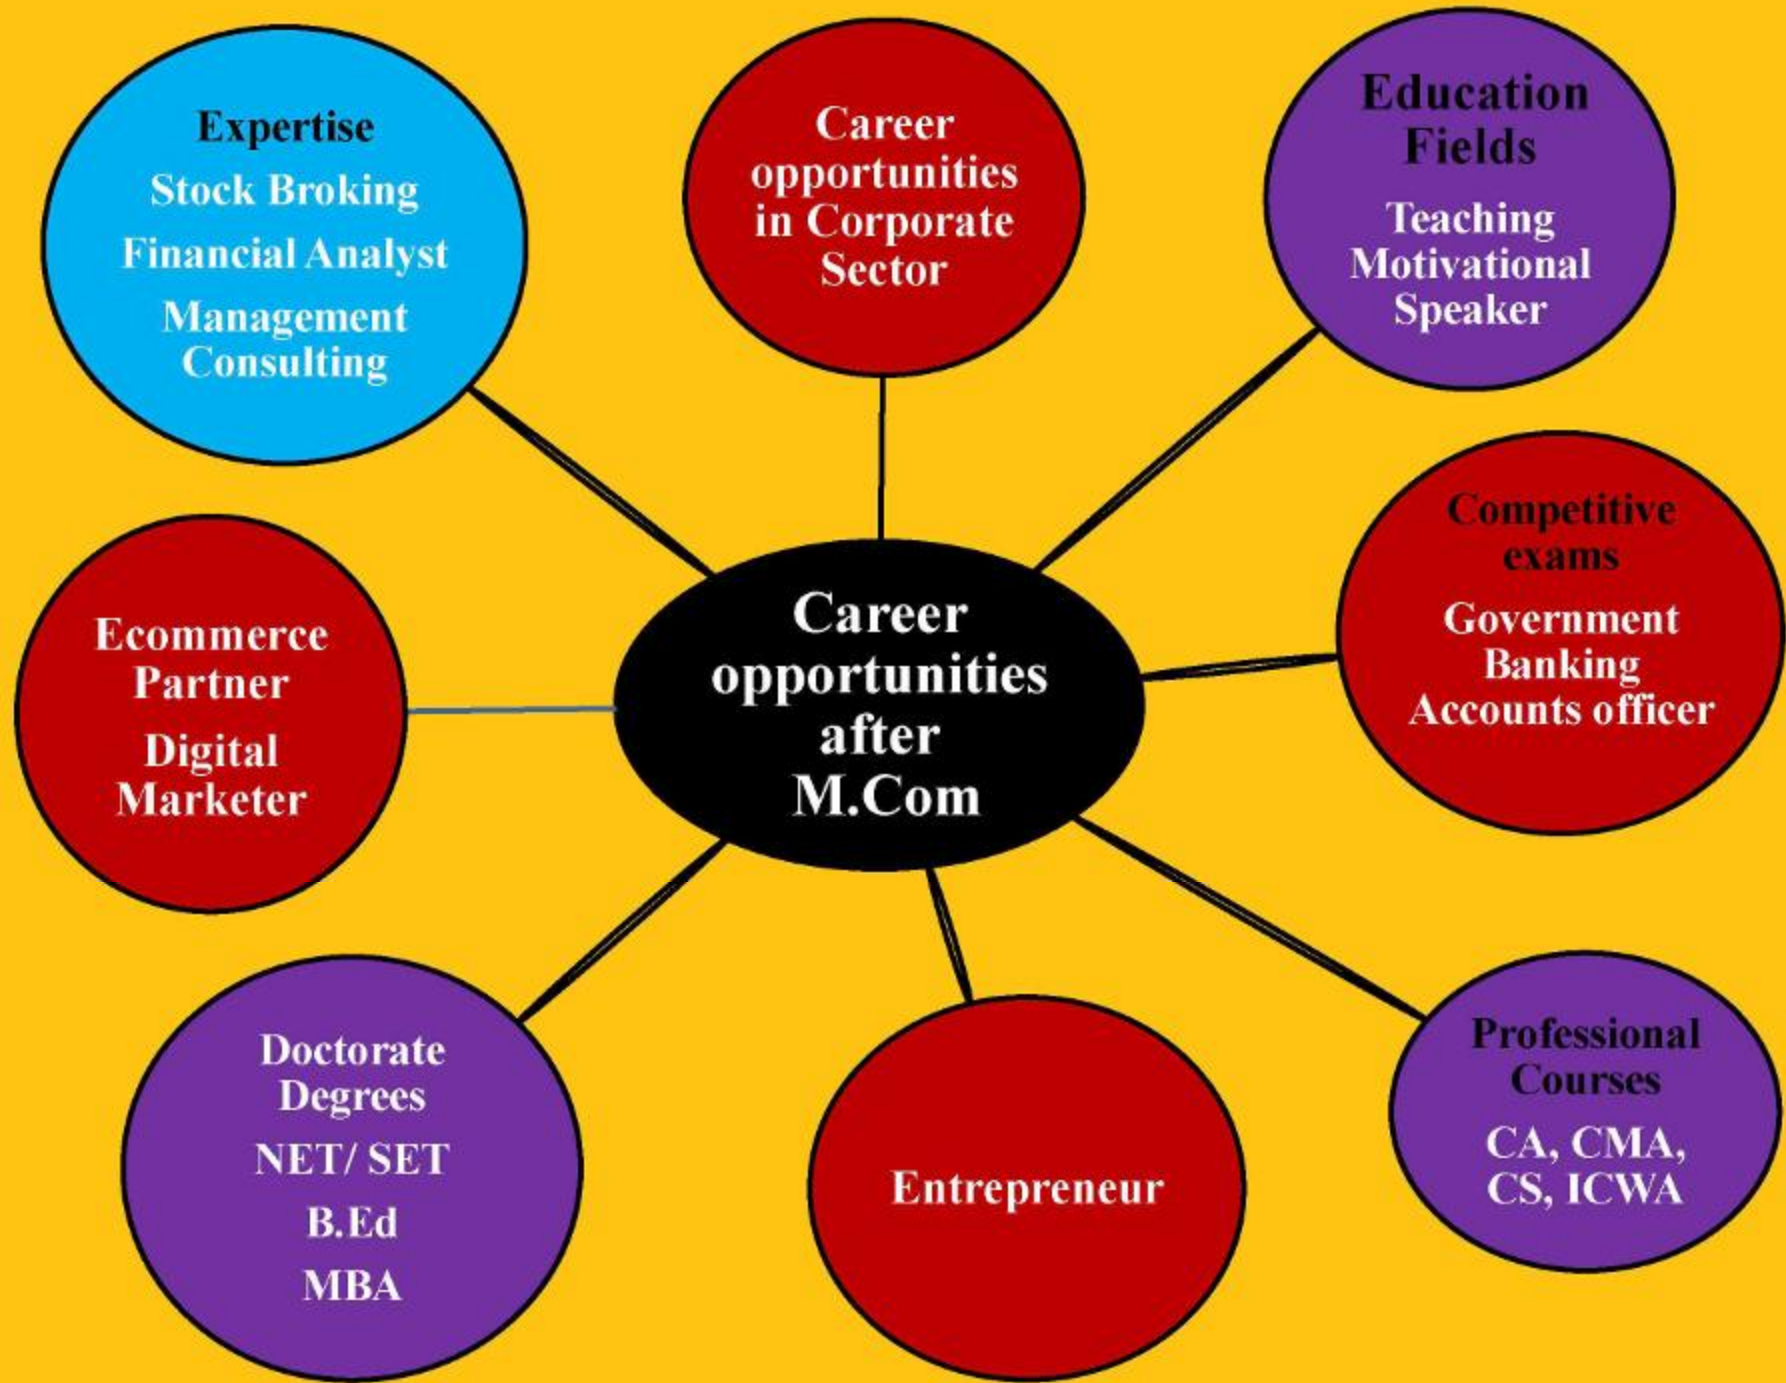 Expertise
Stock Broking
Financial Analyst
Management
Consulting
Career
opportunities
in Corporate
Sector
Education
Fields
Teaching
Motivational
Speaker
Competitive
exams
Government
Banking
Accounts officer
Ecommerce
Partner
Digital
Marketer
Career
opportunities
after
M.Com
Doctorate
Degrees
NET/ SET
B.Ed
MBA
Entrepreneur
Professional
Courses
CA, CMA,
CS, ICWA